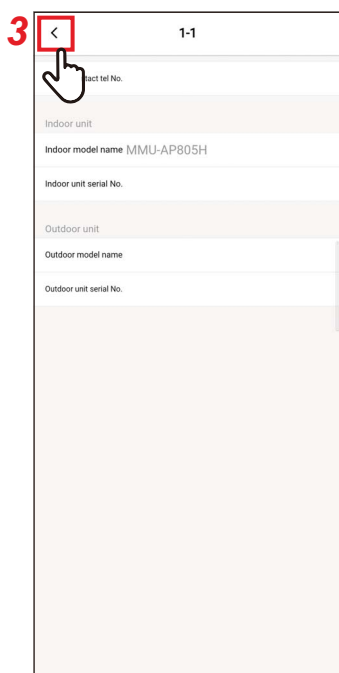 3
1-1
tact tel No.
Indoor unit
Indoor model name MMU-AP805H
Indoor unit serial No.
Outdoor unit
Outdoor model name
Outdoor unit serial No.